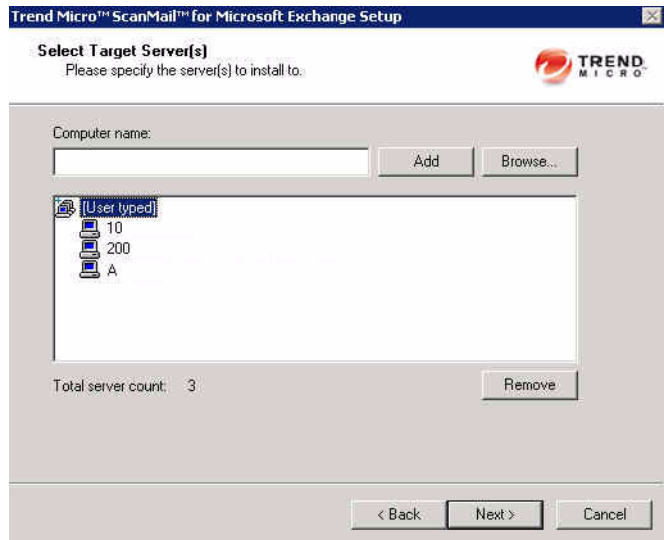 Trend Micro™ ScanMail™ for Microsoft Exchange Setup
Select Target Server(s)
Please specify the server(s) to install to.
TREND
MICRO™
Computer name:
Add
Browse...
[User typed]
10
200
A
Total server count: 3
Remove
< Back
Next >
Cancel